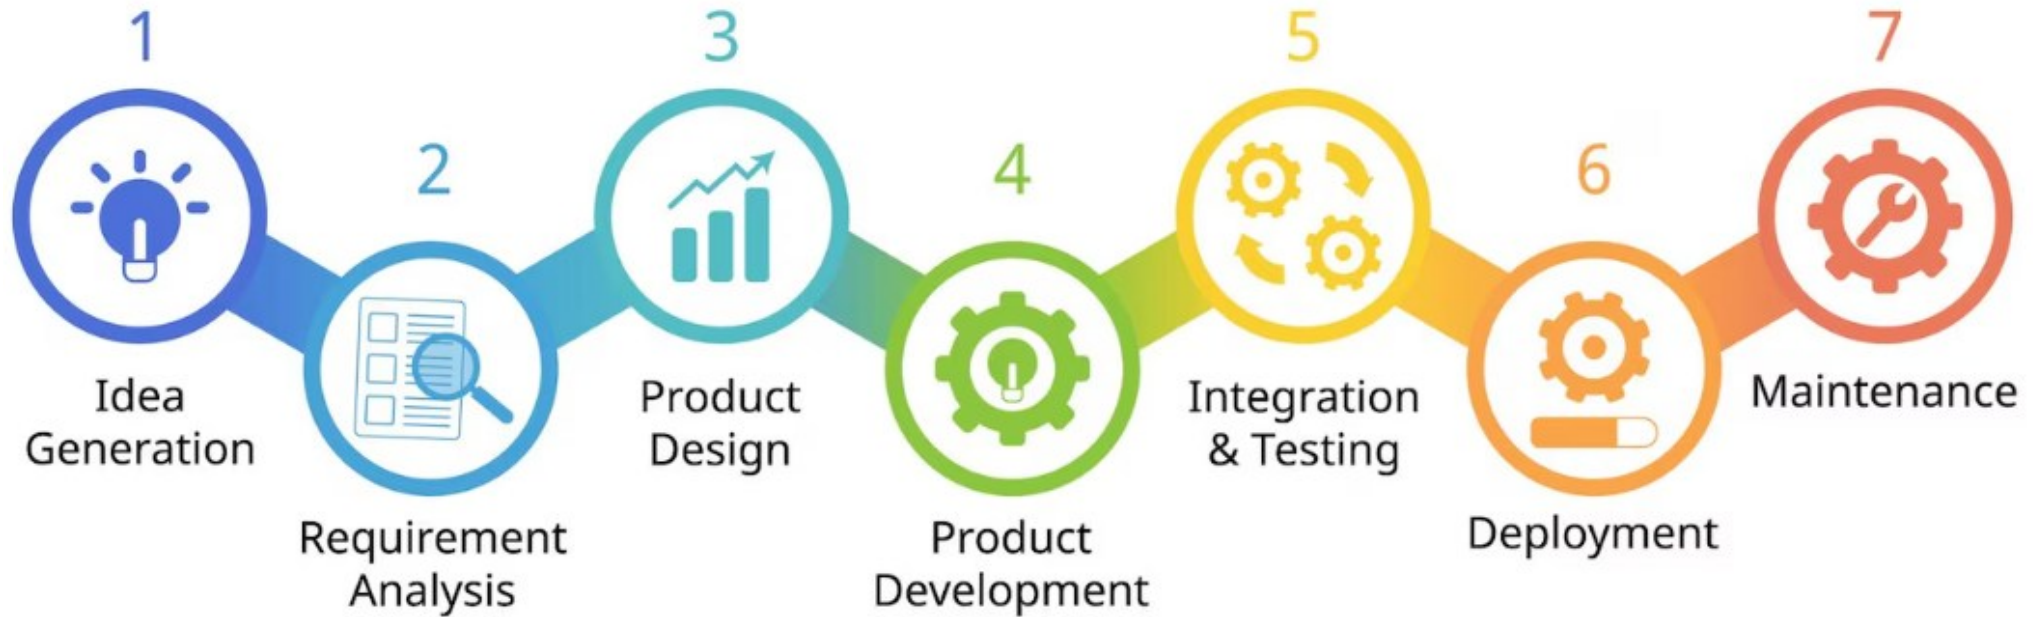 1
Idea
Generation
2
Requirement
Analysis
3
Product
Design
4
Product
Development
5
Integration
& Testing
6
Deployment
7
Maintenance